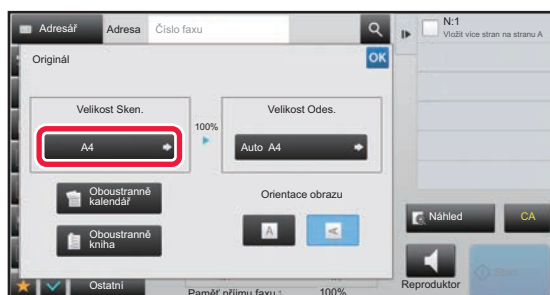 Adresář
Adresa
Číslo faxu
N:1
Vložit více stran na stranu A
Originál
OK
Velikost Sken.
100%
Velikost Odes.
A4
Auto A4
Oboustranně
kalendář
Orientace obrazu
Oboustranně
kniha
A
A
Náhled
CA
Ostatní
Paměť příjmu faxu :
100%
Reproduktor
Start